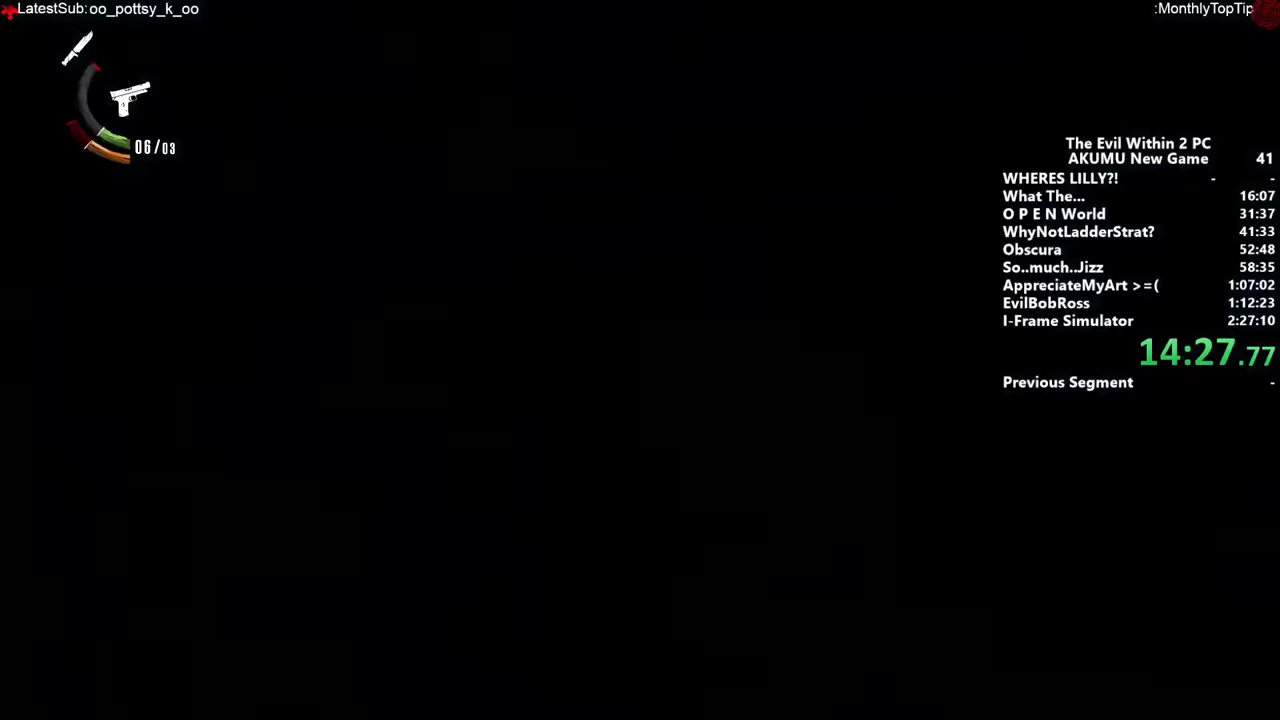 LatestSub: oo_pottsy_k_oo
:MonthlyTopTip
06/03
The Evil Within 2 PC
AKUMU New Game 41
WHERES LILLY?! - -
What The... 16:07
O P E N World 31:37
WhyNotLadderStrat? 41:33
Obscura 52:48
So..much..Jizz 58:35
AppreciateMyArt >=( 1:07:02
EvilBobRoss 1:12:23
I-Frame Simulator 2:27:10
14:27.77
Previous Segment -